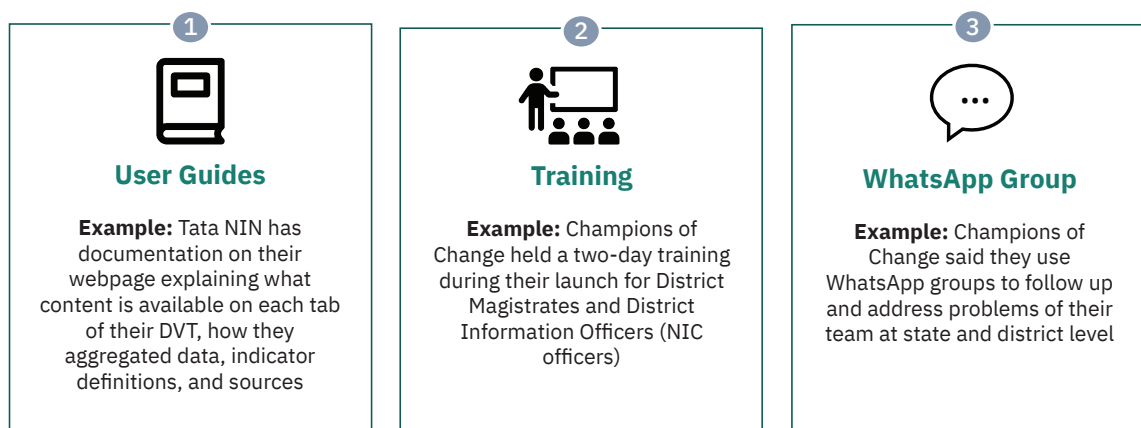 1
User Guides
Example: Tata NIN has
documentation on their
webpage explaining what
content is available on each tab
of their DVT, how they
aggregated data, indicator
definitions, and sources
2
Training
Example: Champions of
Change held a two-day training
during their launch for District
Magistrates and District
Information Officers (NIC
officers)
3
WhatsApp Group
Example: Champions of
Change said they use
WhatsApp groups to follow up
and address problems of their
team at state and district level